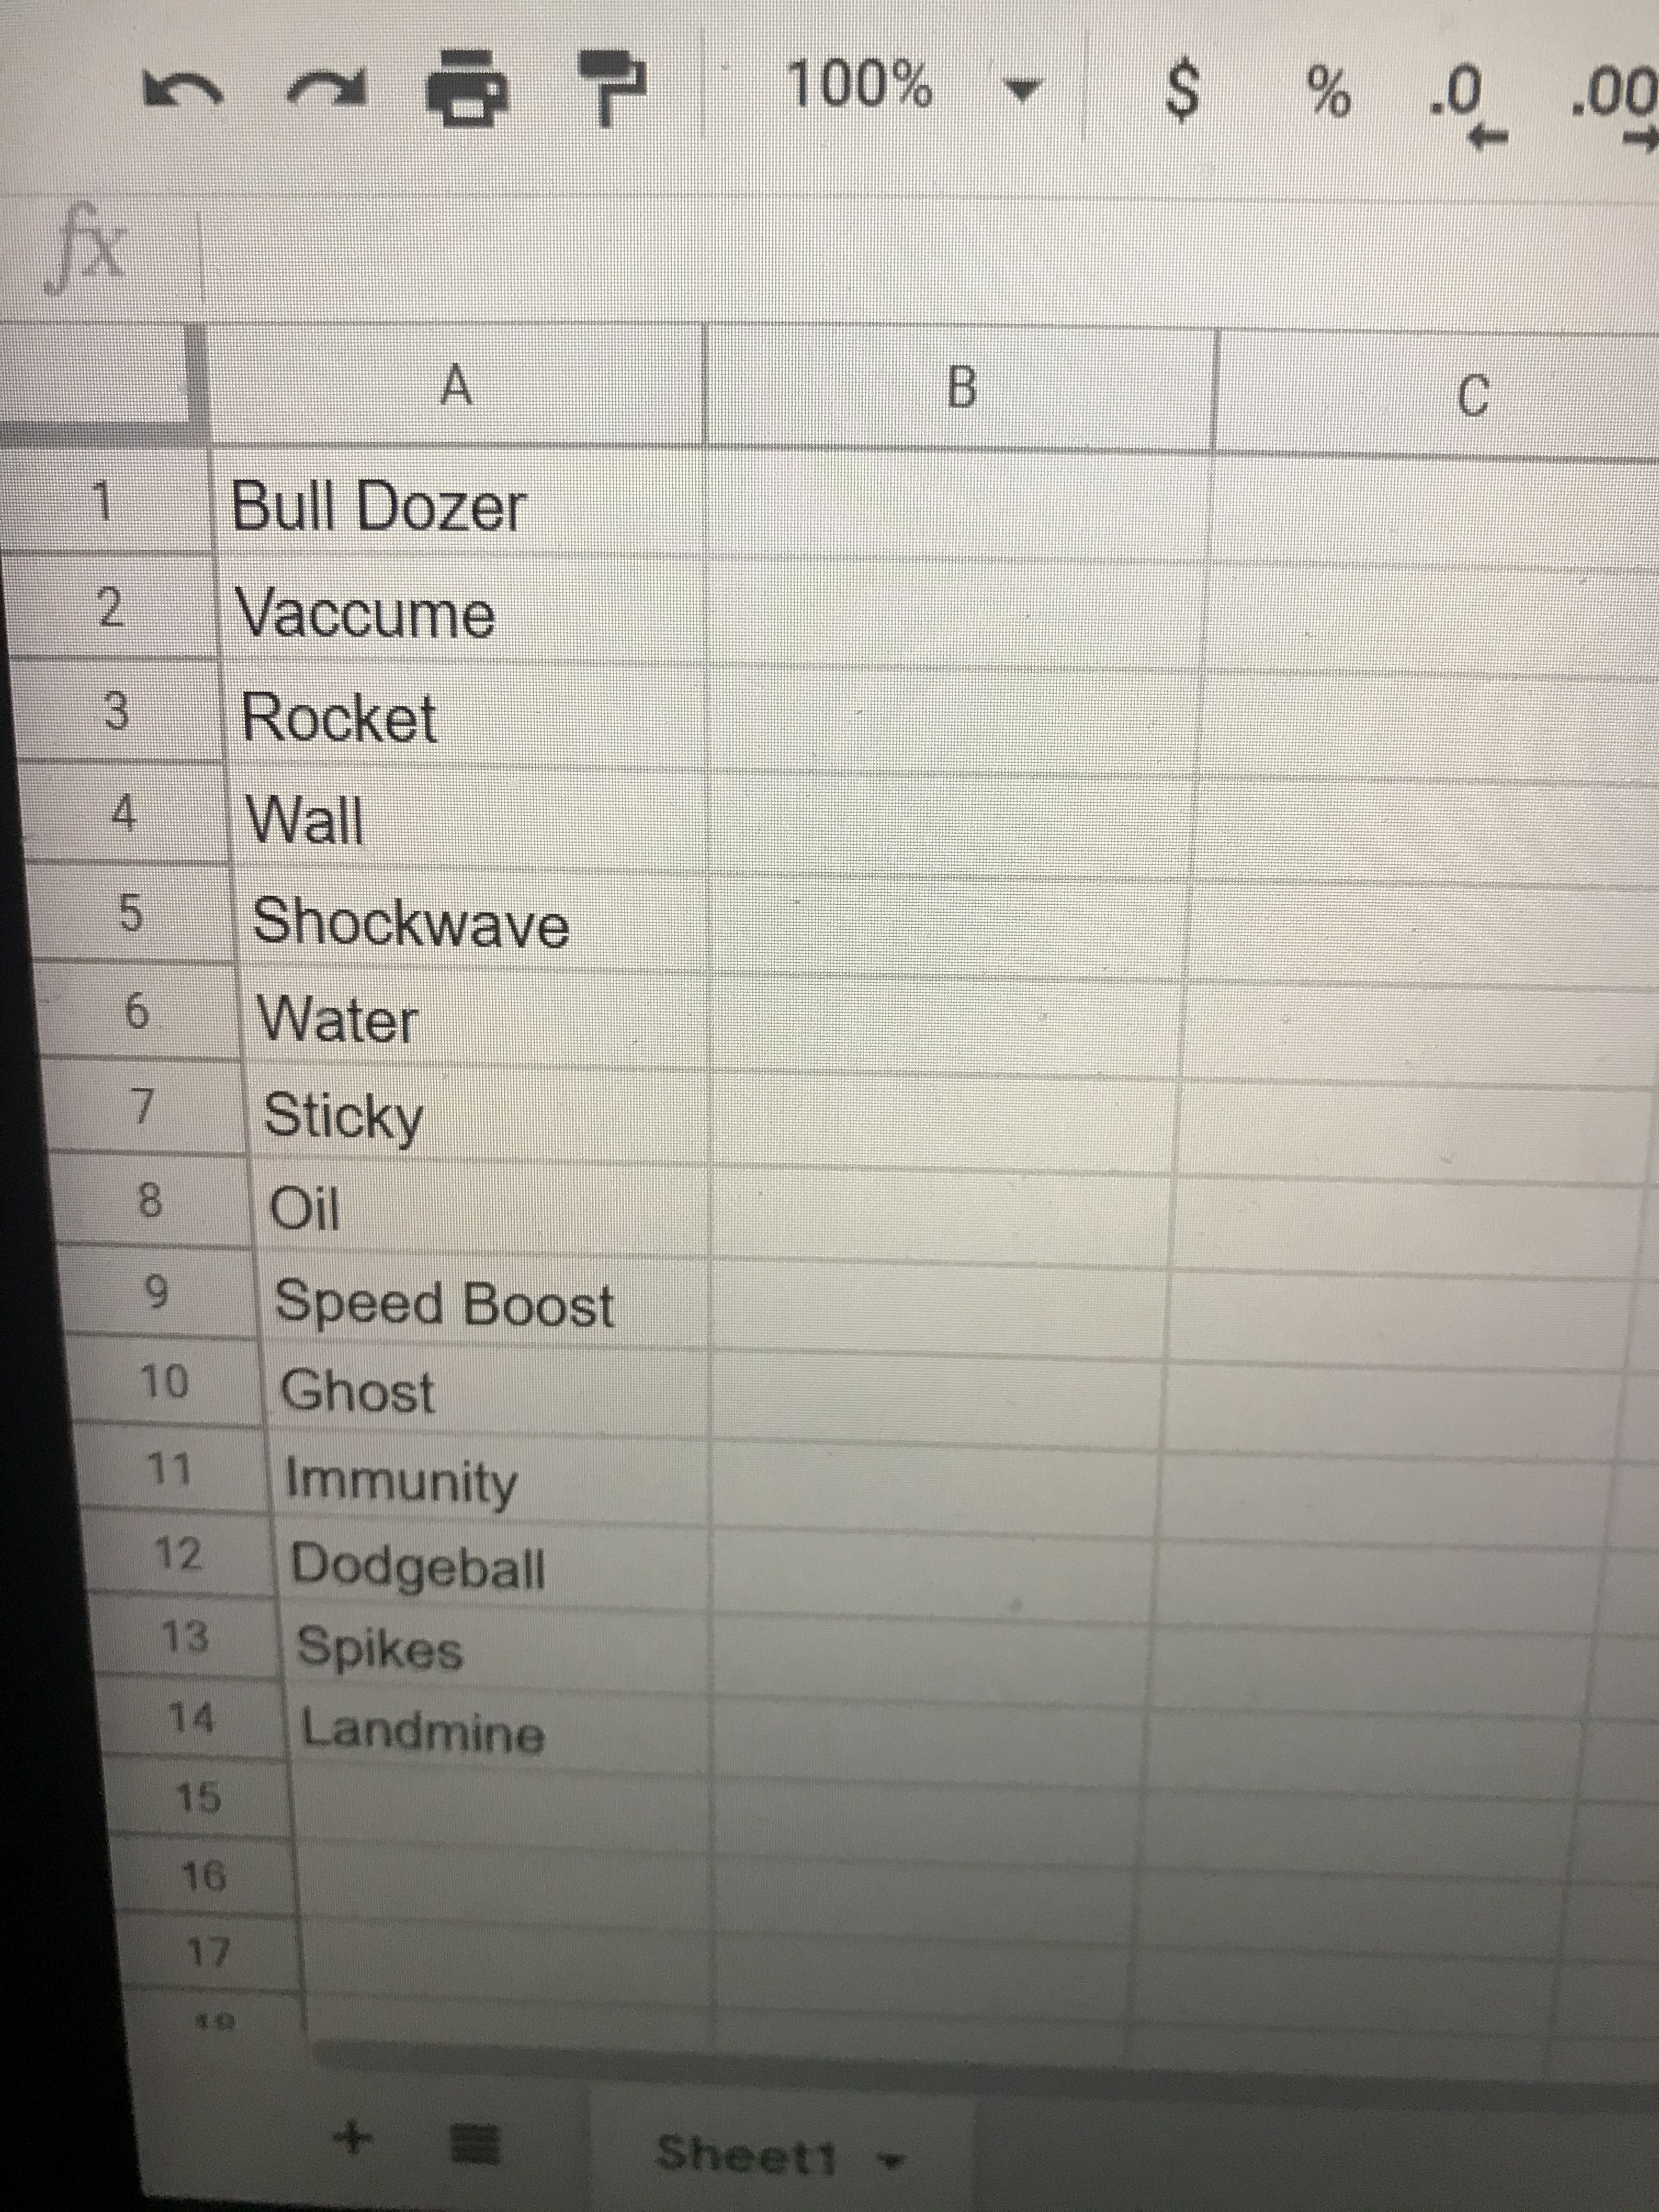 100% $ % .0 .00
fx
A B C
1 Bull Dozer
2 Vaccume
3 Rocket
4 Wall
5 Shockwave
6 Water
7 Sticky
8 Oil
9 Speed Boost
10 Ghost
11 Immunity
12 Dodgeball
13 Spikes
14 Landmine
15
16
17
Sheet1